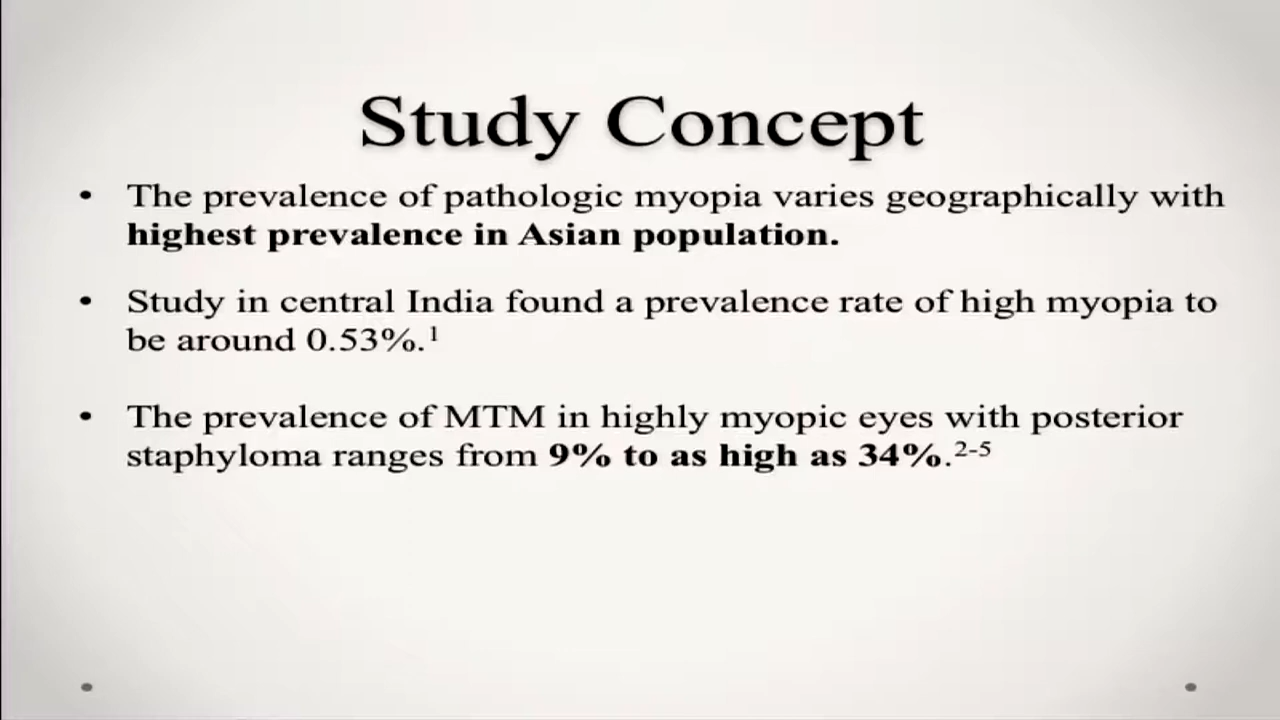 Study Concept
• The prevalence of pathologic myopia varies geographically with
highest prevalence in Asian population.
• Study in central India found a prevalence rate of high myopia to
be around 0.53%.¹
• The prevalence of MTM in highly myopic eyes with posterior
staphyloma ranges from 9% to as high as 34%.²⁻⁵